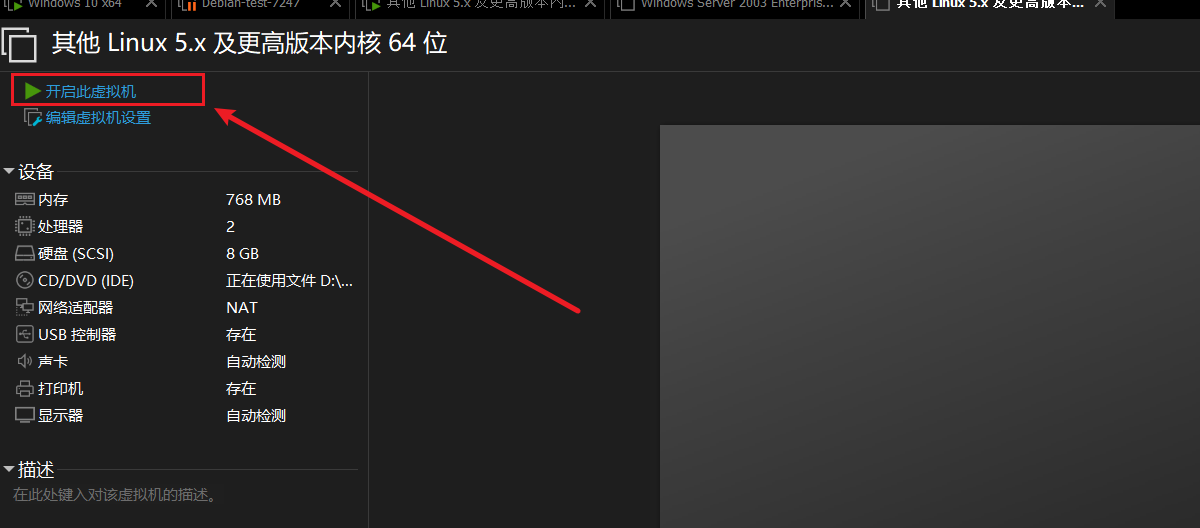 Windows 10 x64
Debian-test-7247
其他 Linux 5.x 及更高版本内...
Windows Server 2003 Enterpris...
其他 Linux 5.x 及更高版本...
其他 Linux 5.x 及更高版本内核 64 位
开启此虚拟机
编辑虚拟机设置
设备
内存 768 MB
处理器 2
硬盘 (SCSI) 8 GB
CD/DVD (IDE) 正在使用文件 D:\...
网络适配器 NAT
USB 控制器 存在
声卡 自动检测
打印机 存在
显示器 自动检测
描述
在此处键入对该虚拟机的描述。